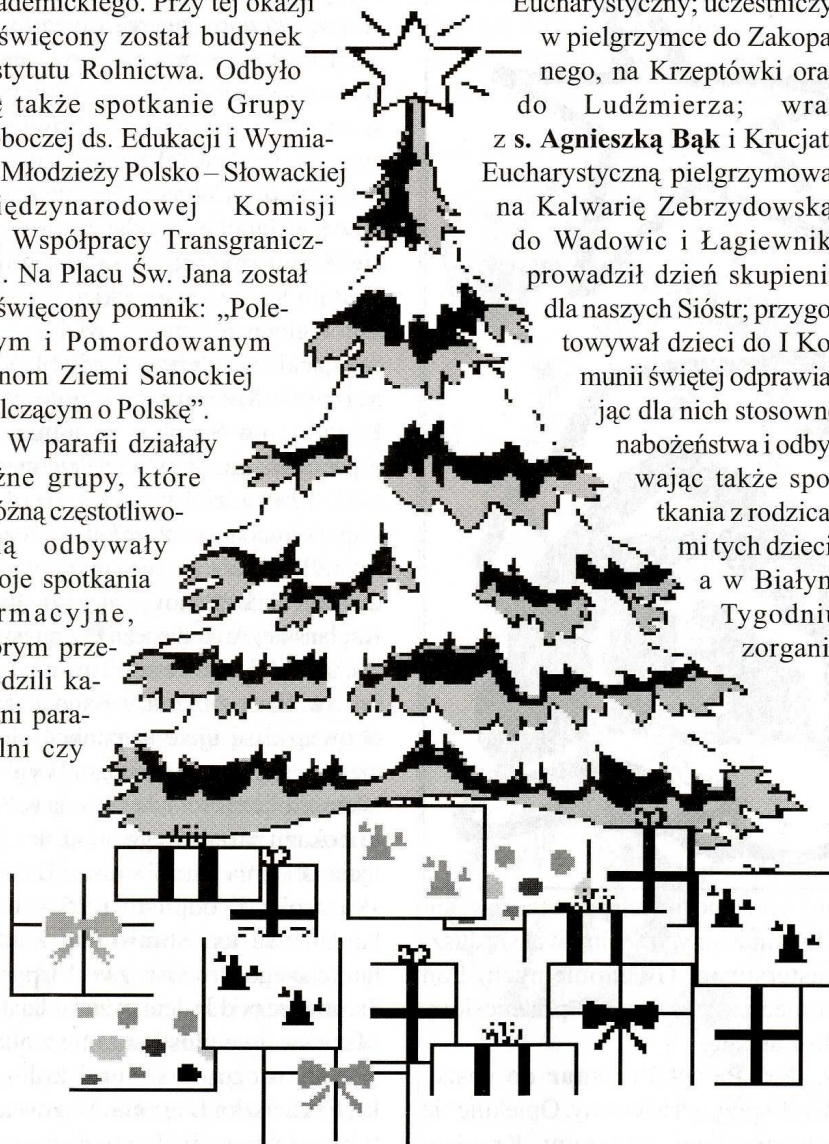 ademickiego. Przy tej okazji
święcony został budynek
stytutu Rolnictwa. Odbyło
ę także spotkanie Grupy
oboczej ds. Edukacji i Wymia-
Młodzieży Polsko – Słowackiej
iędzynarodowej Komisji
Współpracy Transgranicz-
. Na Placu Św. Jana został
święcony pomnik: „Pole-
ym i Pomordowanym
nom Ziemi Sanockiej
lczącym o Polskę”.
W parafii działały
żne grupy, które
óżną częstotliwo-
ą odbywały
oje spotkania
rmacyjne,
órym prze-
dzili ka-
ni para-
lni czy
Eucharystyczny; uczestniczy
w pielgrzymce do Zakopa
nego, na Krzeptówki ora
do Ludźmierza; wra
z s. Agnieszką Bąk i Krucjat
Eucharystyczną pielgrzymowa
na Kalwarię Zebrzydowską
do Wadowic i Łagiewnik
prowadził dzień skupieni
dla naszych Sióstr; przygo
towywał dzieci do I Ko
munii świętej odprawia
jąc dla nich stosown
nabożeństwa i odby
wając także spo
tkania z rodzica
mi tych dzieci
a w Białyn
Tygodniu
zorgani